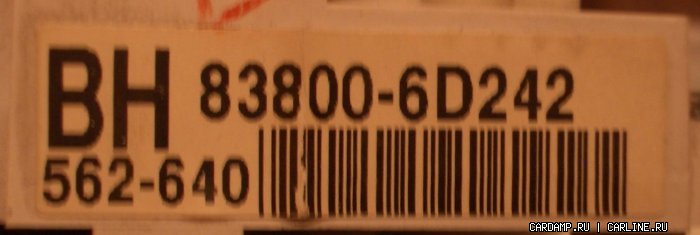 BH 83800-6D242
562-640
CARDAMP.RU | CARLINE.RU